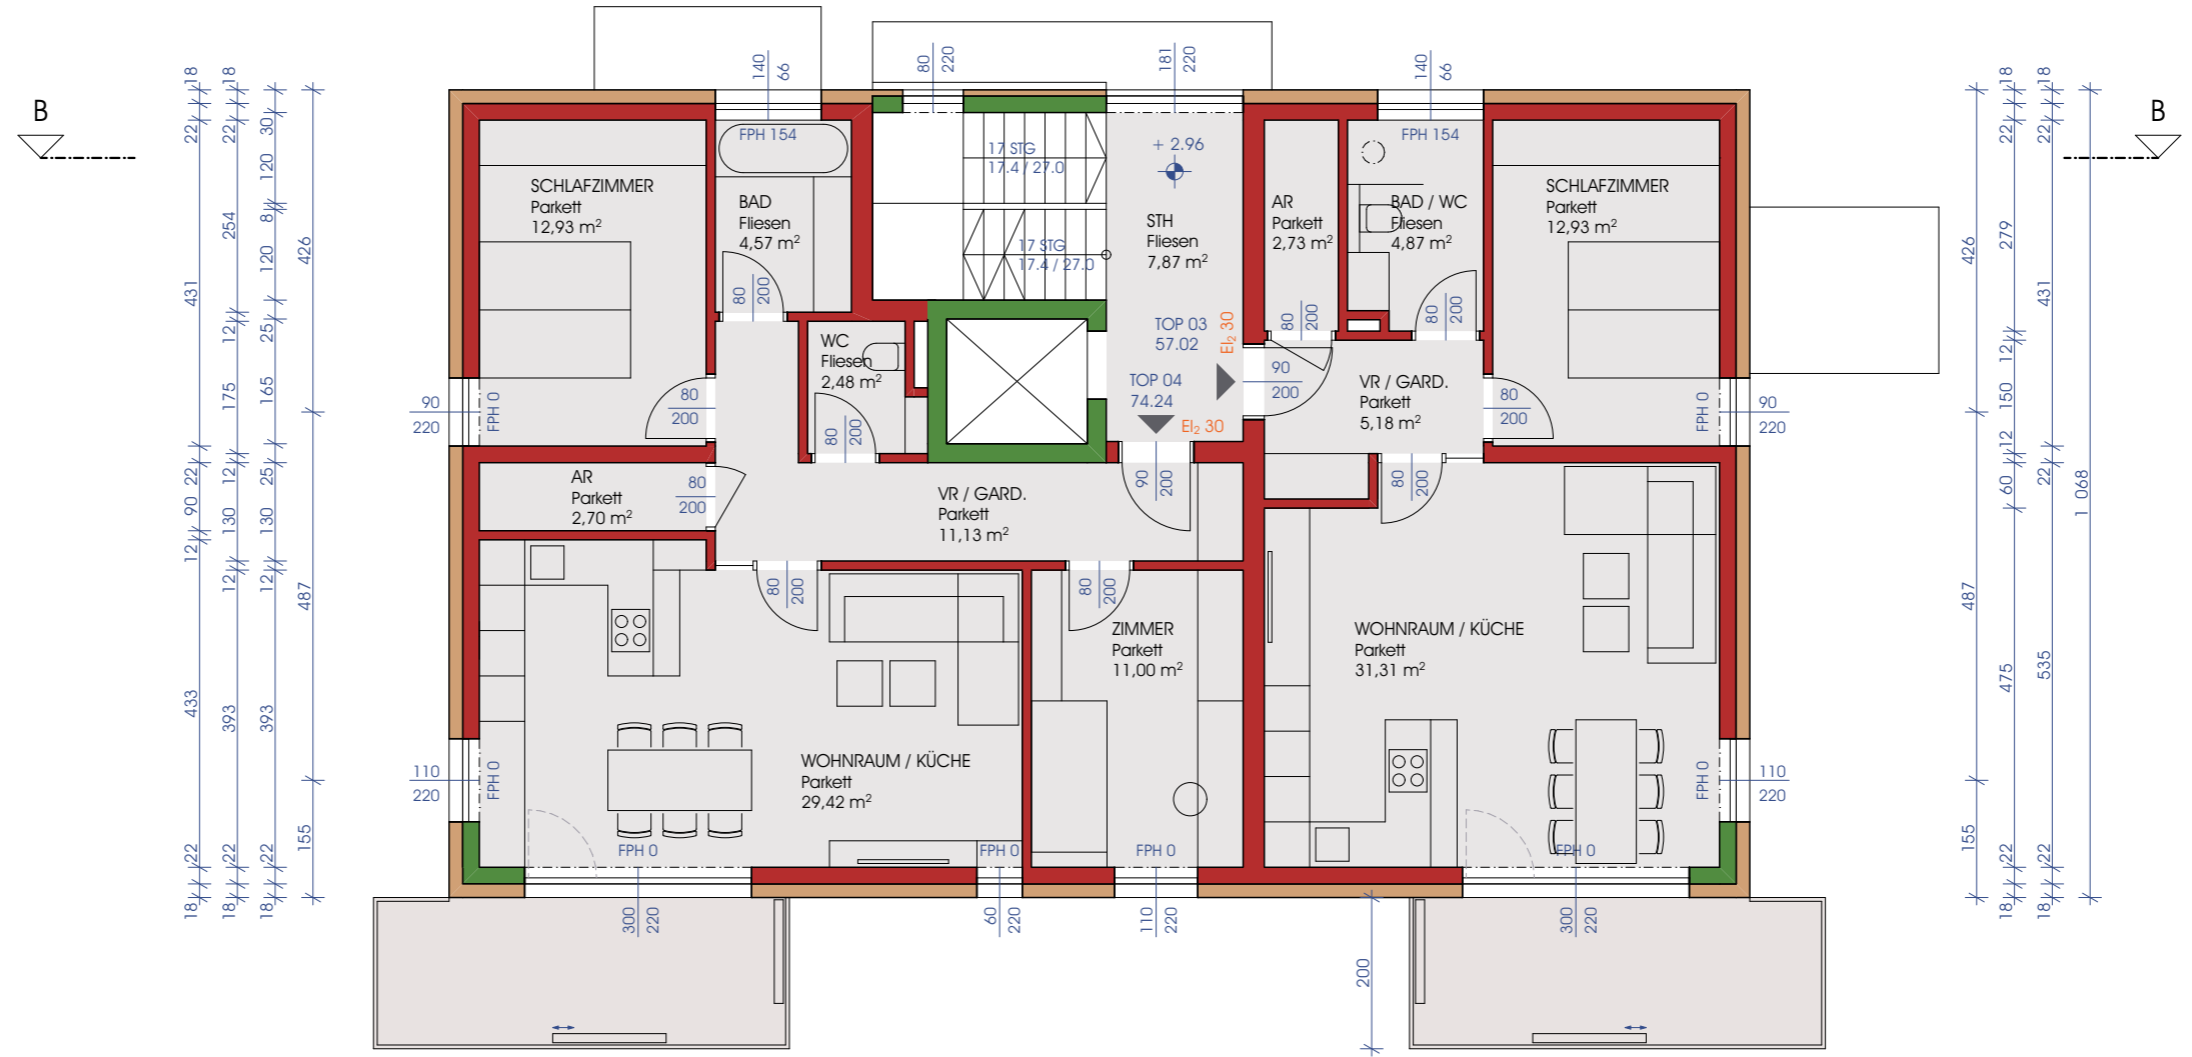 B
B
140
66
80
220
181
220
140
66
18
22
431
22
90
12
433
22
18
18
22
254
12
175
12
130
12
393
22
18
30
120
8
120
25
165
25
130
12
393
22
18
426
487
155
FPH 154
FPH 154
SCHLAFZIMMER
Parkett
12,93 m²
BAD
Fliesen
4,57 m²
17 STG
17.4 / 27.0
17 STG
17.4 / 27.0
+ 2.96
STH
Fliesen
7,87 m²
AR
Parkett
2,73 m²
BAD / WC
Fliesen
4,87 m²
SCHLAFZIMMER
Parkett
12,93 m²
80
200
80
200
80
200
TOP 03
57.02
EI₂ 30
WC
Fliesen
2,48 m²
TOP 04
74.24
EI₂ 30
90
200
VR / GARD.
Parkett
5,18 m²
90
220
FPH 0
80
200
80
200
80
200
FPH 0
90
220
AR
Parkett
2,70 m²
80
200
VR / GARD.
Parkett
11,13 m²
90
200
80
200
80
200
80
200
ZIMMER
Parkett
11,00 m²
WOHNRAUM / KÜCHE
Parkett
31,31 m²
WOHNRAUM / KÜCHE
Parkett
29,42 m²
110
220
FPH 0
FPH 0
110
220
FPH 0
FPH 0
FPH 0
FPH 0
300
220
60
220
110
220
300
220
200
426
487
155
18
22
279
12
150
12
60
475
22
18
18
22
431
22
535
22
18
1 068